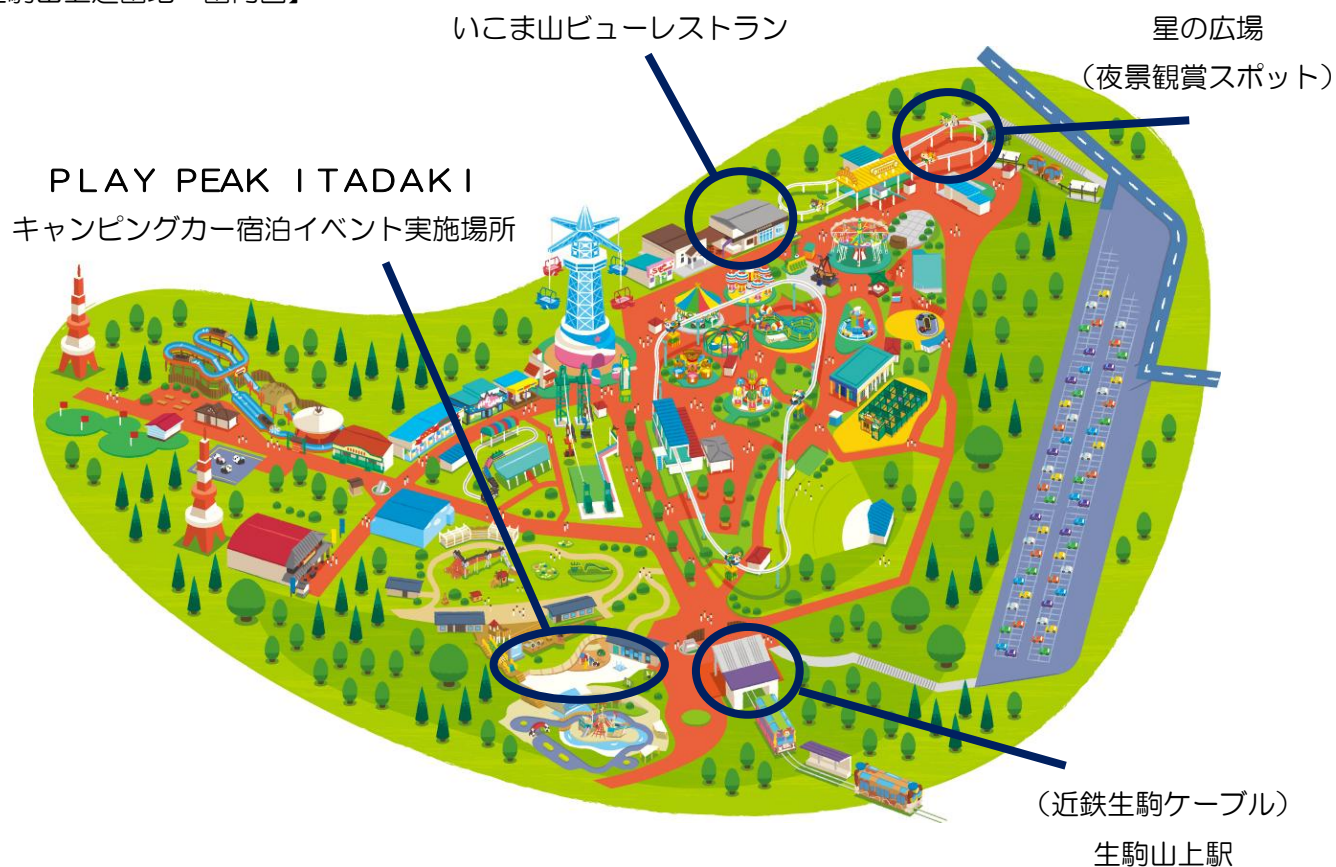 いこま山ビューレストラン
星の広場
（夜景観賞スポット）
ＰＬＡＹ ＰＥＡＫ ＩＴＡＤＡＫＩ
キャンピングカー宿泊イベント実施場所
（近鉄生駒ケーブル）
生駒山上駅